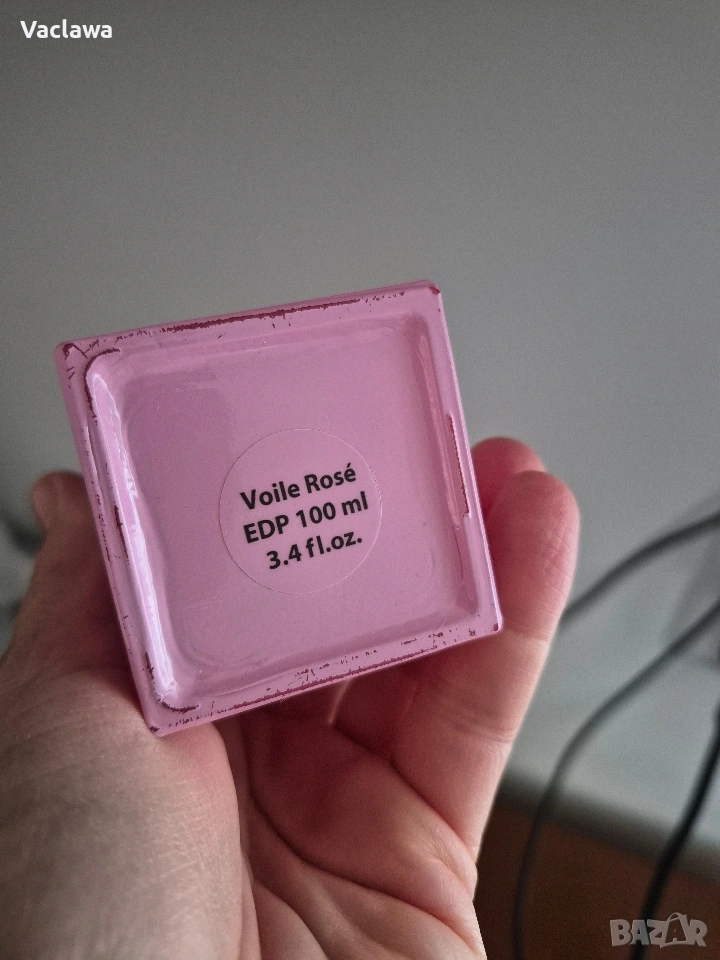 Vaclawa
Voile Rosé
EDP 100 ml
3.4 fl.oz.
BAZAR